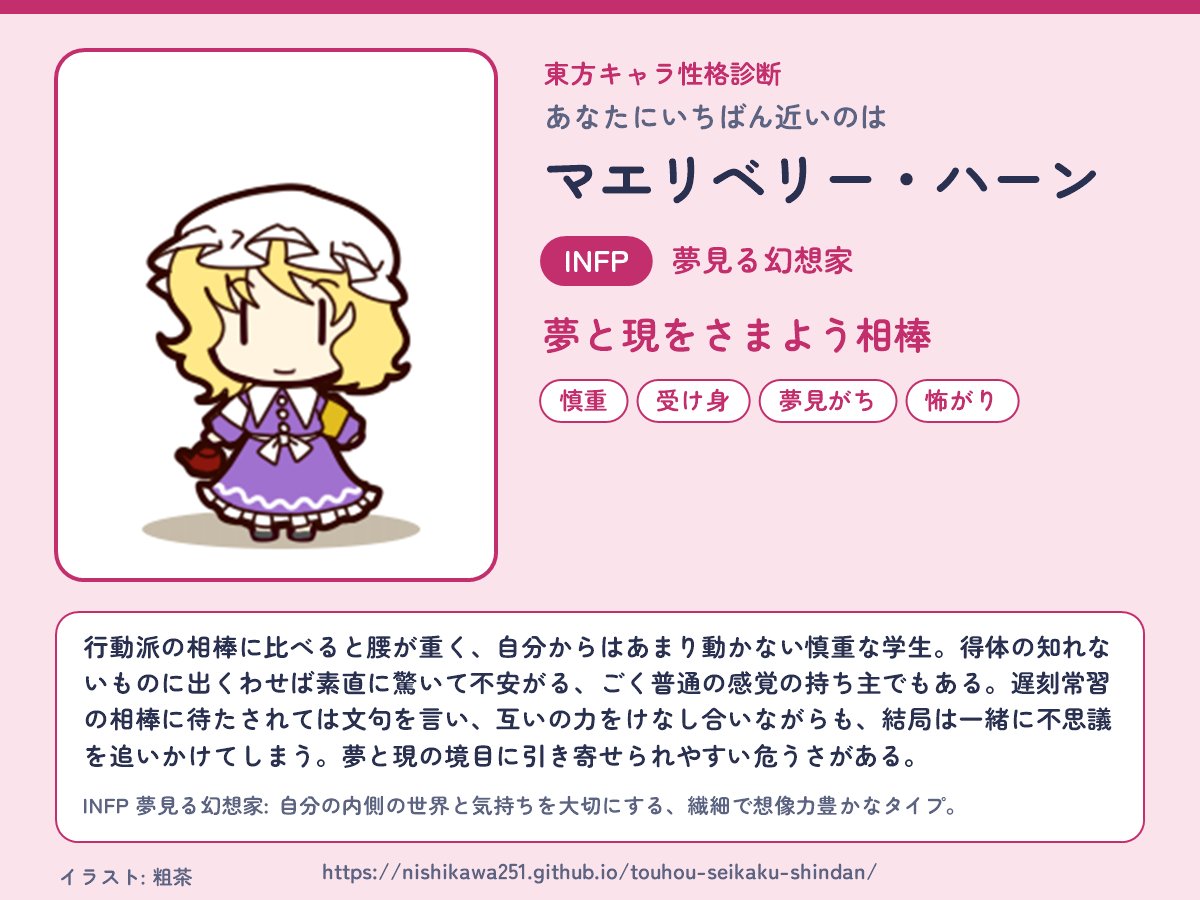 東方キャラ性格診断
あなたにいちばん近いのは
マエリベリー・ハーン
INFP 夢見る幻想家
夢と現をさまよう相棒
慎重 受け身 夢見がち 怖がり
行動派の相棒に比べると腰が重く、自分からはあまり動かない慎重な学生。得体の知れな
いものに出くわせば素直に驚いて不安がる、ごく普通の感覚の持ち主でもある。遅刻常習
の相棒に待たされては文句を言い、互いの力をけなし合いながらも、結局は一緒に不思議
を追いかけてしまう。夢と現の境目に引き寄せられやすい危うさがある。
INFP 夢見る幻想家: 自分の内側の世界と気持ちを大切にする、繊細で想像力豊かなタイプ。
イラスト: 粗茶 https://nishikawa251.github.io/touhou-seikaku-shindan/